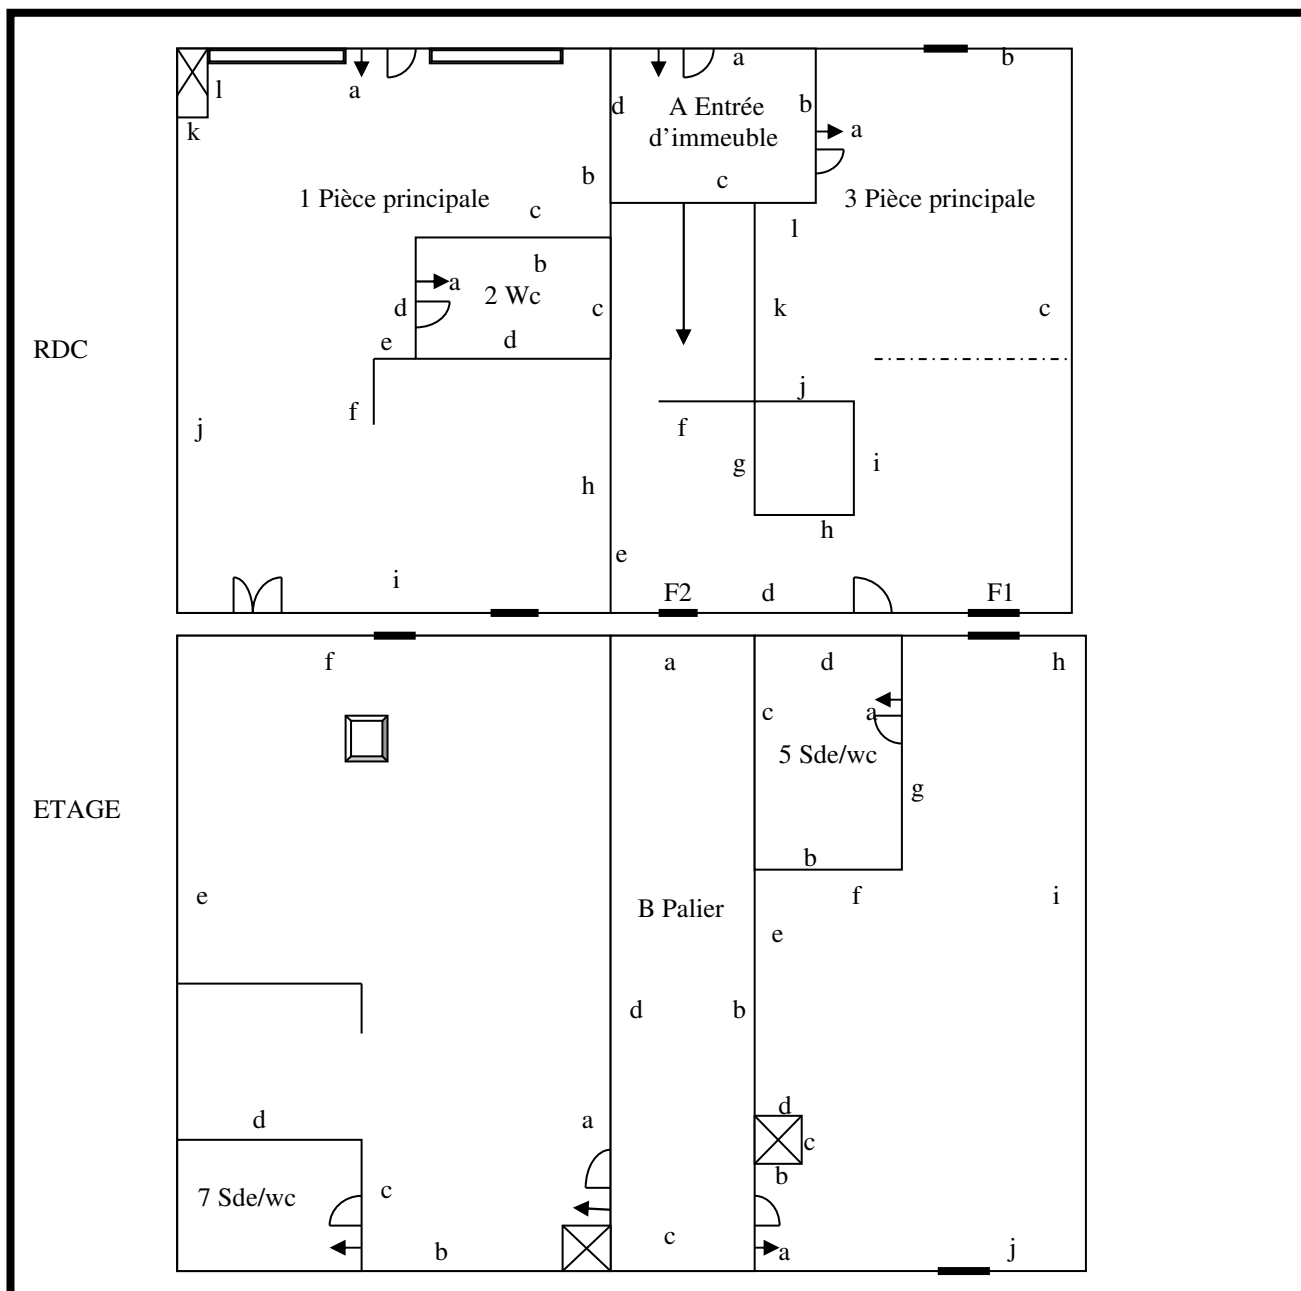 a
b
l
a
d
A Entrée
b
d’immeuble
a
k
b
c
1 Pièce principale
3 Pièce principale
c
l
b
a
2 Wc
d
c
k
c
e
d
RDC
j
f
f
j
g
i
h
h
e
i
F2
d
F1
f
a
d
h
c
a
5 Sde/wc
g
ETAGE
b
e
f
i
B Palier
e
d
b
d
d
a
c
b
7 Sde/wc
c
b
c
a
j